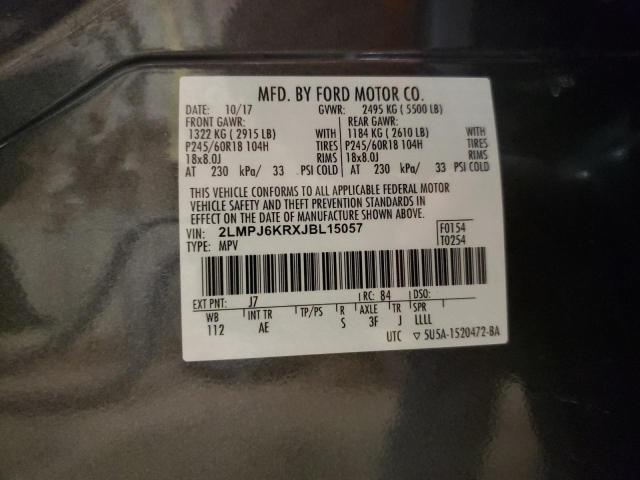 MFD. BY FORD MOTOR CO.
DATE: 10/17 GVWR: 2495 KG ( 5500 LB)
FRONT GAWR: REAR GAWR:
1322 KG ( 2915 LB) WITH 1184 KG ( 2610 LB) WITH
P245/60R18 104H TIRES P245/60R18 104H TIRES
18x8.0J RIMS 18x8.0J RIMS
AT 230 kPa/ 33 PSI COLD AT 230 kPa/ 33 PSI COLD
THIS VEHICLE CONFORMS TO ALL APPLICABLE FEDERAL MOTOR
VEHICLE SAFETY AND THEFT PREVENTION STANDARDS IN
EFFECT ON THE DATE OF MANUFACTURE SHOWN ABOVE.
VIN: 2LMPJ6KRXJBL15057 F0154
TYPE: MPV T0254
EXT PNT: J7 RC: 84 DSO:
WB INT TR TP/PS R AXLE TR SPR
112 AE S 3F J LLLL
UTC ▽ 5U5A-1520472-BA